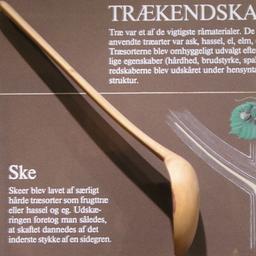 TRÆKENDSKA
Træ var et af de vigtigste råmaterialer. De
anvendte træarter var ask, hassel, el, elm,
Træsorterne blev omhyggeligt udvalgt efte
lige egenskaber (hårdhed, brudstyrke, spal
redskaberne blev udskåret under hensynta
struktur.
Ske
Skeer blev lavet af særligt
hårde træsorter som frugttræ
eller hassel og eg. Udskæ-
ringen foretog man således,
at skaftet dannedes af det
inderste stykke af en sidegren.